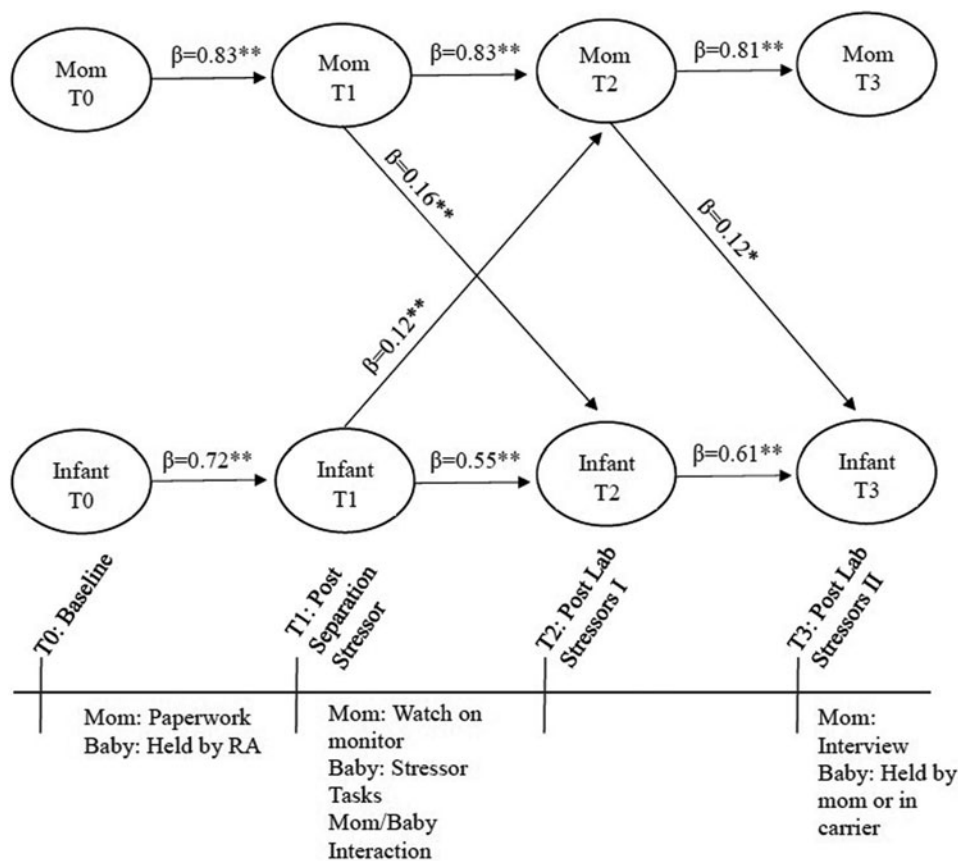 Mom
T0
β=0.83**
Mom
T1
β=0.83**
Mom
T2
β=0.81**
Mom
T3
β=0.16**
β=0.12**
β=0.12*
Infant
T0
β=0.72**
Infant
T1
β=0.55**
Infant
T2
β=0.61**
Infant
T3
T0: Baseline
T1: Post
Separation
Stressor
T2: Post Lab
Stressors I
T3: Post Lab
Stressors II
Mom: Paperwork
Baby: Held by RA
Mom: Watch on
monitor
Baby: Stressor
Tasks
Mom/Baby
Interaction
Mom:
Interview
Baby: Held by
mom or in
carrier